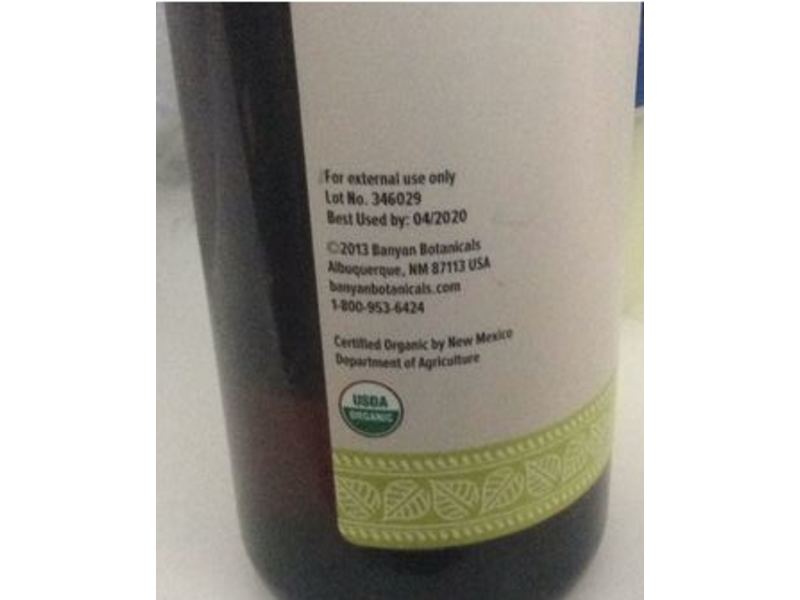 For external use only
Lot No. 346029
Best Used by: 04/2020
©2013 Banyan Botanicals
Albuquerque, NM 87113 USA
banyanbotanicals.com
1-800-953-6424
Certified Organic by New Mexico
Department of Agriculture
USDA
ORGANIC